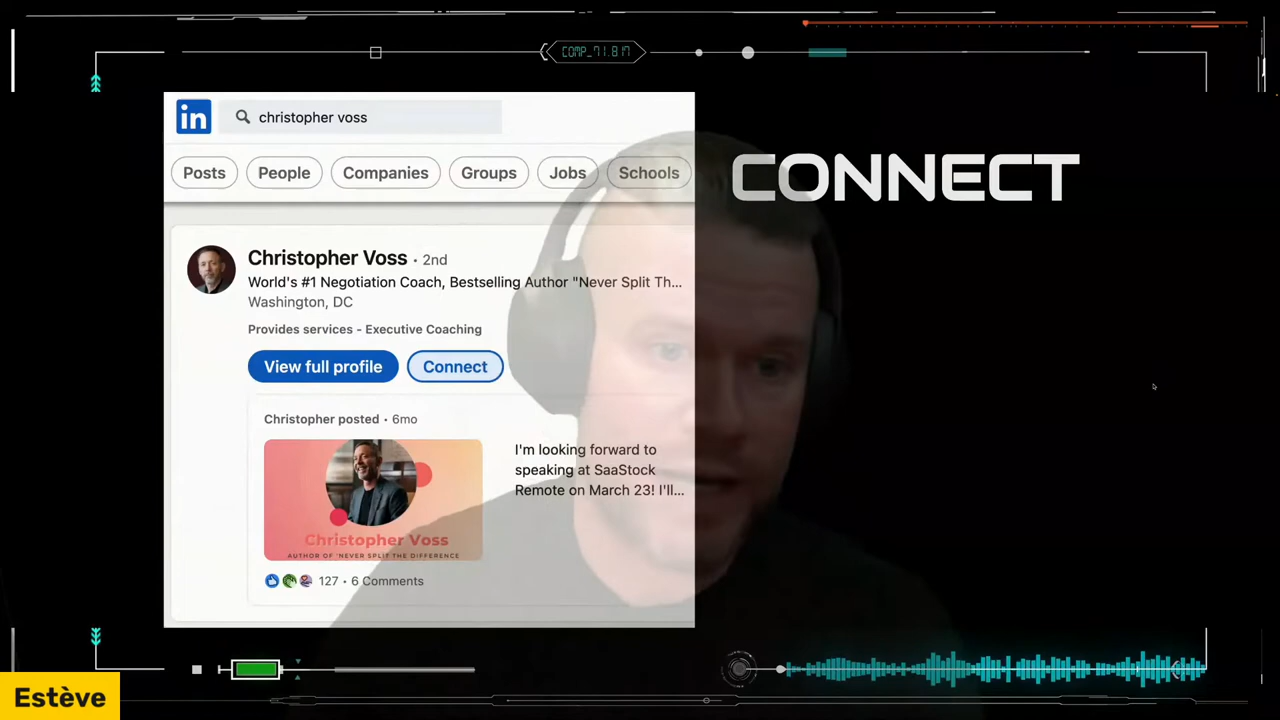 COMP_71.817
in
christopher voss
CONNECT
Posts
People
Companies
Groups
Jobs
Schools
Christopher Voss • 2nd
World's #1 Negotiation Coach, Bestselling Author "Never Split Th...
Washington, DC
Provides services - Executive Coaching
View full profile
Connect
Christopher posted • 6mo
I'm looking forward to
speaking at SaaStock
Remote on March 23! I'll...
Christopher Voss
AUTHOR OF 'NEVER SPLIT THE DIFFERENCE
127 • 6 Comments
Estève